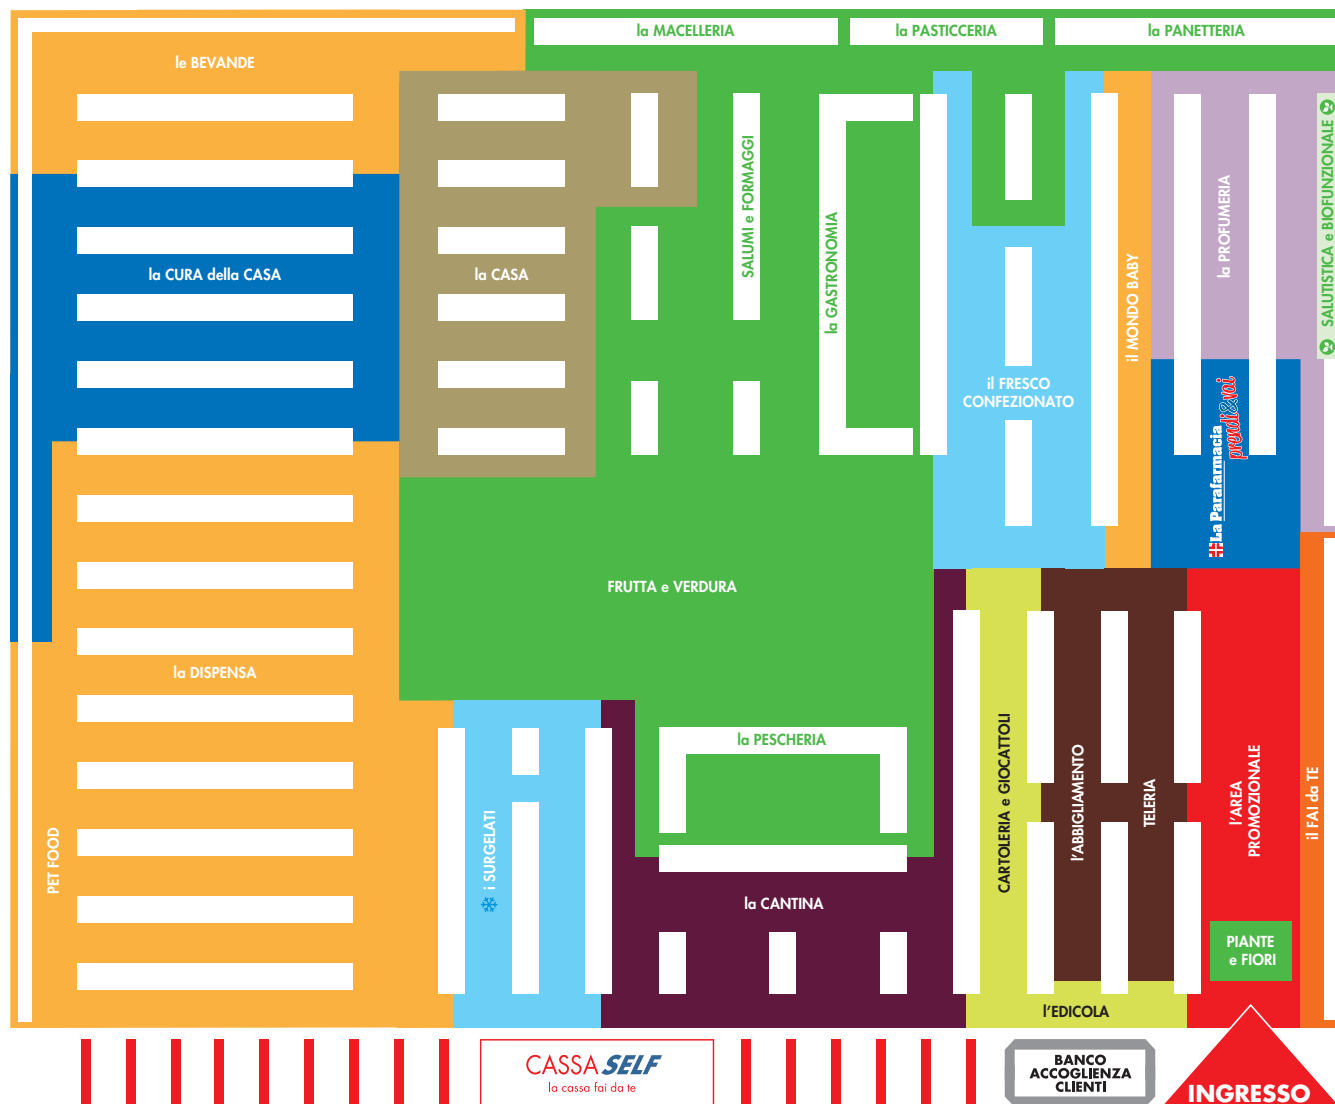 la MACELLERIA
la PASTICCERIA
la PANETTERIA
le BEVANDE
SALUMI e FORMAGGI
la GASTRONOMIA
il MONDO BABY
la PROFUMERIA
SALUTISTICA e BIOFUNZIONALE
la CURA della CASA
la CASA
il FRESCO
CONFEZIONATO
La Parafarmacia
prendi&voi
FRUTTA e VERDURA
la DISPENSA
la PESCHERIA
PET FOOD
i SURGELATI
CARTOLERIA e GIOCATTOLI
l'ABBIGLIAMENTO
TELERIA
l'AREA
PROMOZIONALE
il FAI da TE
la CANTINA
PIANTE
e FIORI
l'EDICOLA
CASSA SELF
la cassa fai da te
BANCO
ACCOGLIENZA
CLIENTI
INGRESSO